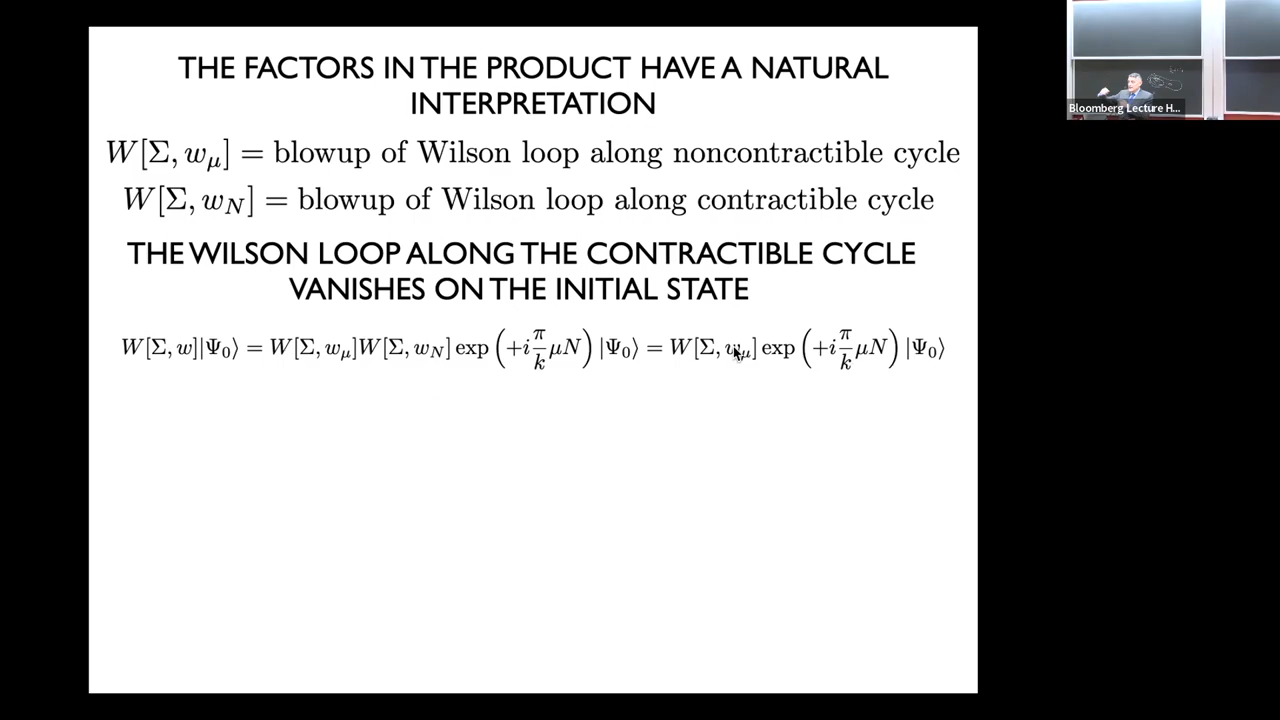 THE FACTORS IN THE PRODUCT HAVE A NATURAL
INTERPRETATION
W[Σ, w_μ] = blowup of Wilson loop along noncontractible cycle
W[Σ, w_N] = blowup of Wilson loop along contractible cycle
THE WILSON LOOP ALONG THE CONTRACTIBLE CYCLE
VANISHES ON THE INITIAL STATE
W[Σ, w]|Ψ₀⟩ = W[Σ, w_μ]W[Σ, w_N] exp(+i π/k μN) |Ψ₀⟩ = W[Σ, w_μ] exp(+i π/k μN) |Ψ₀⟩
Bloomberg Lecture H...